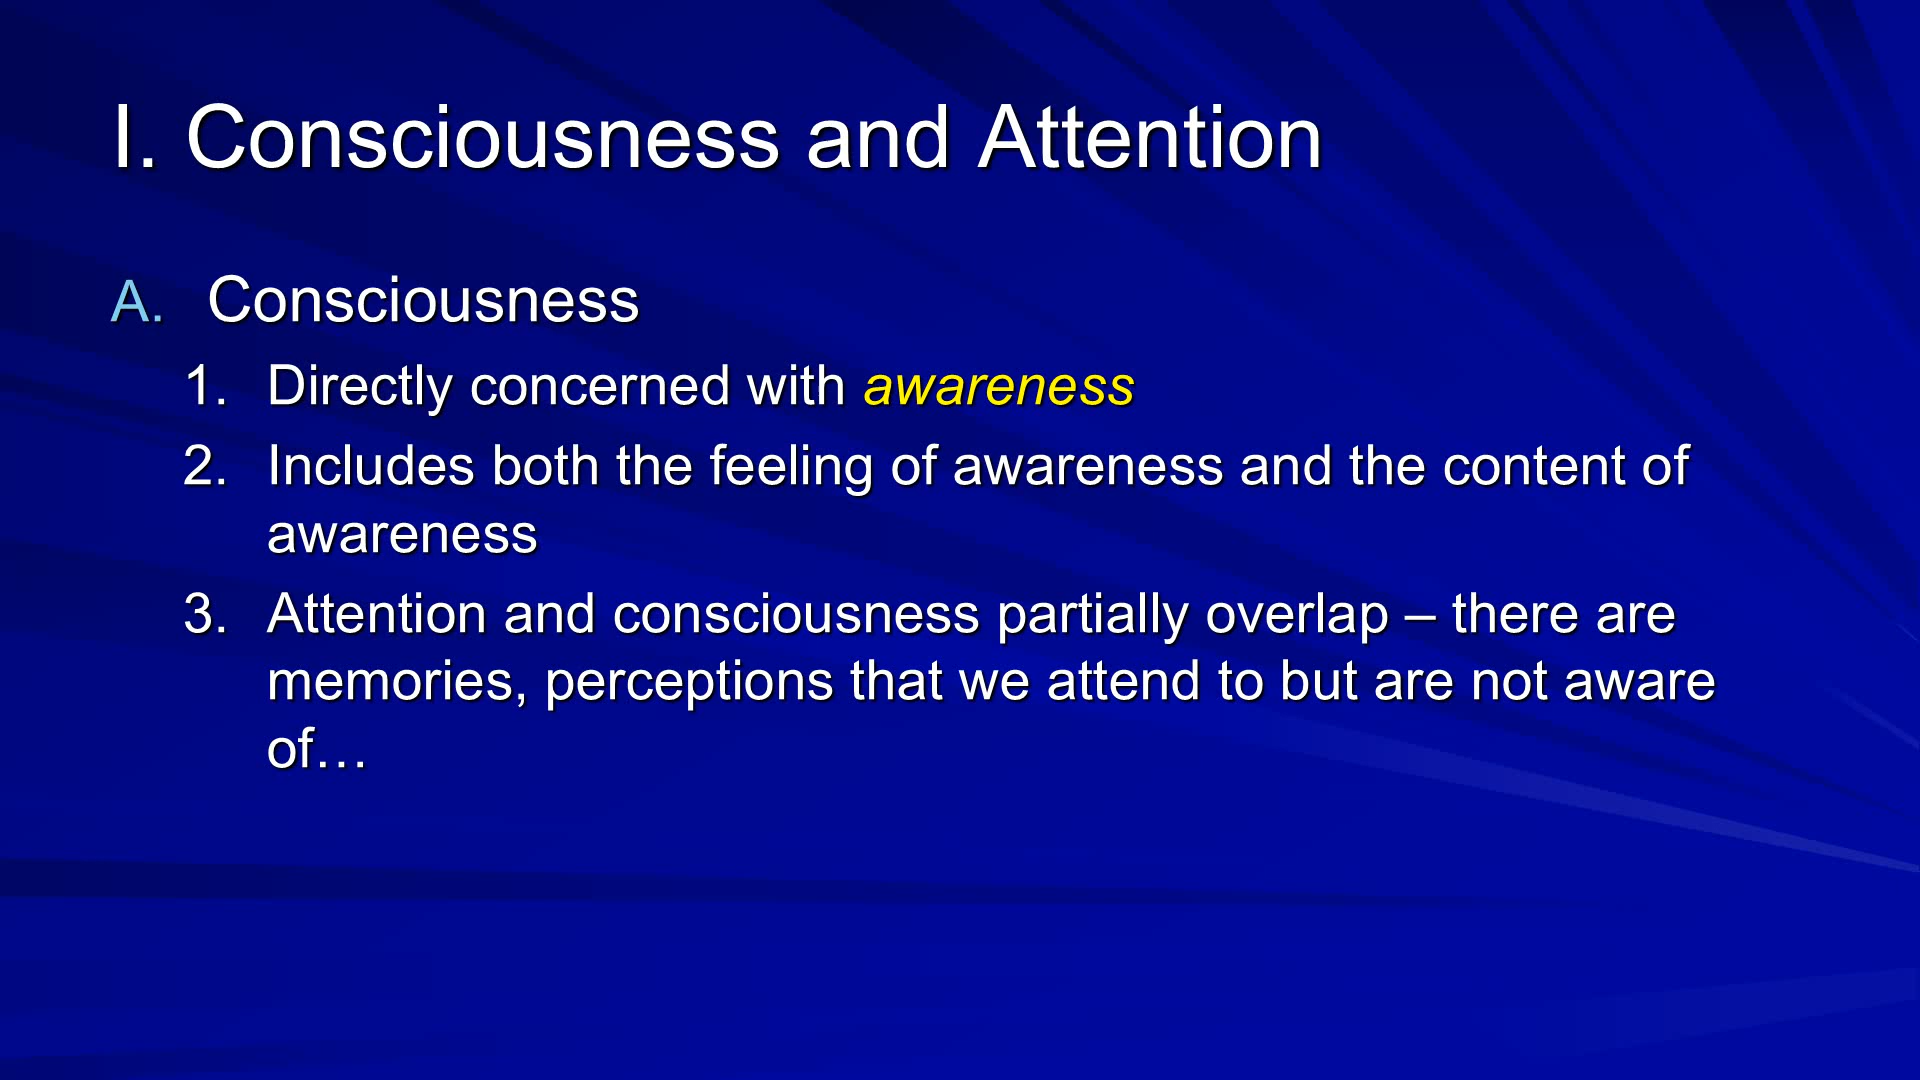 I. Consciousness and Attention
A. Consciousness
1. Directly concerned with awareness
2. Includes both the feeling of awareness and the content of
awareness
3. Attention and consciousness partially overlap – there are
memories, perceptions that we attend to but are not aware
of…